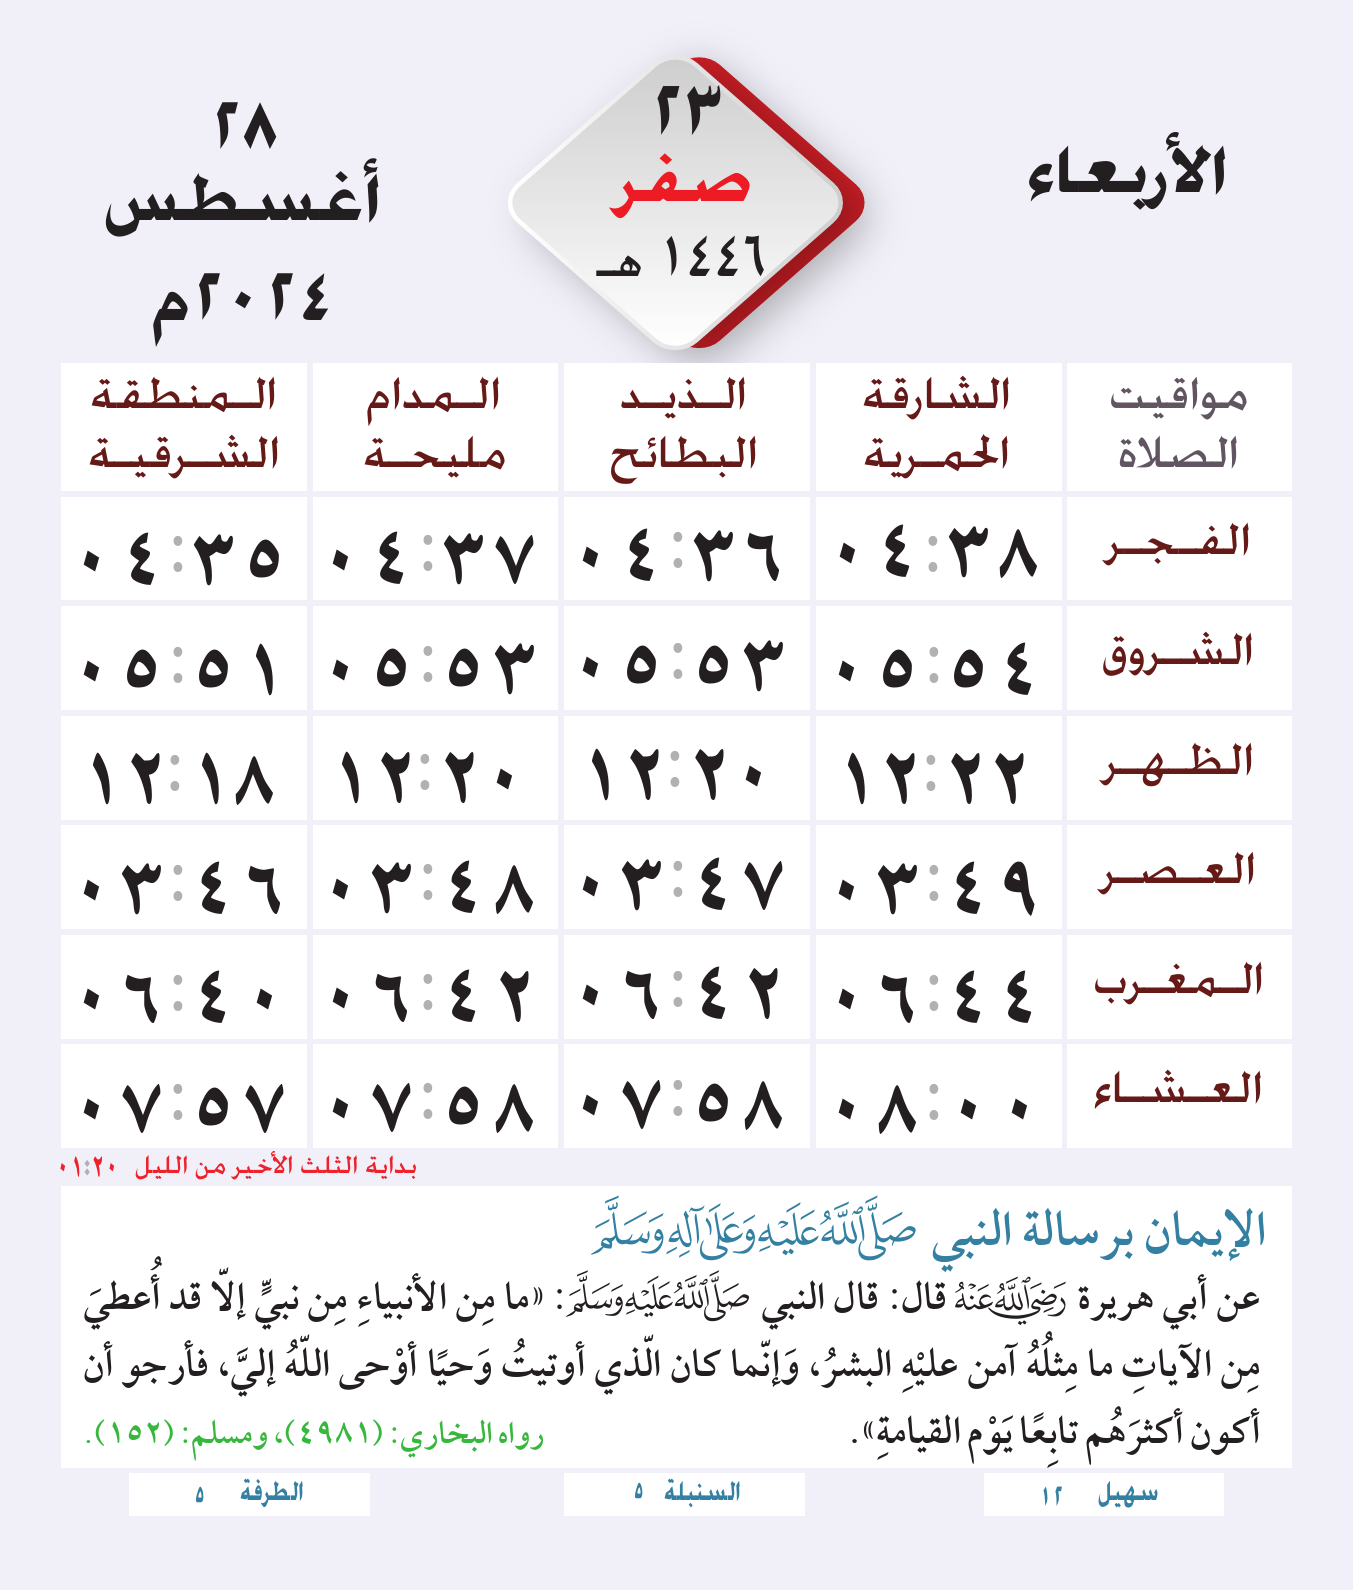 الأربعاء
٢٣
صفر
١٤٤٦ هـ
٢٨
أغسطس
٢٠٢٤م
مواقيت الصلاة
الشارقة الحمرية
الذيد البطائح
المدام مليحة
المنطقة الشرقية
الفجر ٠٤:٣٨ ٠٤:٣٦ ٠٤:٣٧ ٠٤:٣٥
الشروق ٠٥:٥٤ ٠٥:٥٣ ٠٥:٥٣ ٠٥:٥١
الظهر ١٢:٢٢ ١٢:٢٠ ١٢:٢٠ ١٢:١٨
العصر ٠٣:٤٩ ٠٣:٤٧ ٠٣:٤٨ ٠٣:٤٦
المغرب ٠٦:٤٤ ٠٦:٤٢ ٠٦:٤٢ ٠٦:٤٠
العشاء ٠٨:٠٠ ٠٧:٥٨ ٠٧:٥٨ ٠٧:٥٧
بداية الثلث الأخير من الليل ٠١:٢٠
الإيمان برسالة النبي صَلَّى اللَّهُ عَلَيْهِ وَعَلَى آلِهِ وَسَلَّمَ
عن أبي هريرة رَضِيَ اللَّهُ عَنْهُ قال: قال النبي صَلَّى اللَّهُ عَلَيْهِ وَسَلَّمَ: «ما مِن الأنبياءِ مِن نبيٍّ إلاّ قد أُعطيَ
مِن الآياتِ ما مِثلُهُ آمن عليْهِ البشرُ، وَإنّما كان الّذي أوتيتُ وَحيًا أوْحى اللّهُ إليَّ، فأرجو أن
أكون أكثرَهُم تابِعًا يَوْم القيامةِ». رواه البخاري: (٤٩٨١)، ومسلم: (١٥٢).
سهيل ١٢
السنبلة ٥
الطرفة ٥